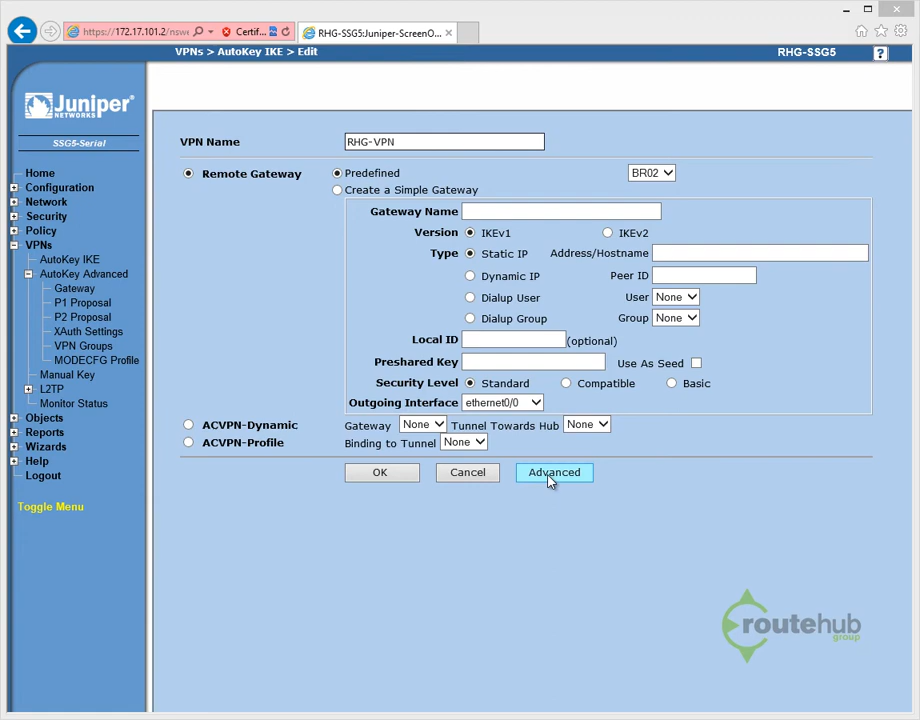 https://172.17.101.2/nswe
Certif...
RHG-SSG5:Juniper-ScreenO...
VPNs > AutoKey IKE > Edit
RHG-SSG5
?
Juniper
NETWORKS
SSG5-Serial
Home
Configuration
Network
Security
Policy
VPNs
AutoKey IKE
AutoKey Advanced
Gateway
P1 Proposal
P2 Proposal
XAuth Settings
VPN Groups
MODECFG Profile
Manual Key
L2TP
Monitor Status
Objects
Reports
Wizards
Help
Logout
Toggle Menu
VPN Name RHG-VPN
Remote Gateway Predefined BR02
Create a Simple Gateway
Gateway Name
Version IKEv1 IKEv2
Type Static IP Address/Hostname
Dynamic IP Peer ID
Dialup User User None
Dialup Group Group None
Local ID (optional)
Preshared Key Use As Seed
Security Level Standard Compatible Basic
Outgoing Interface ethernet0/0
ACVPN-Dynamic Gateway None Tunnel Towards Hub None
ACVPN-Profile Binding to Tunnel None
OK Cancel Advanced
routehub
group